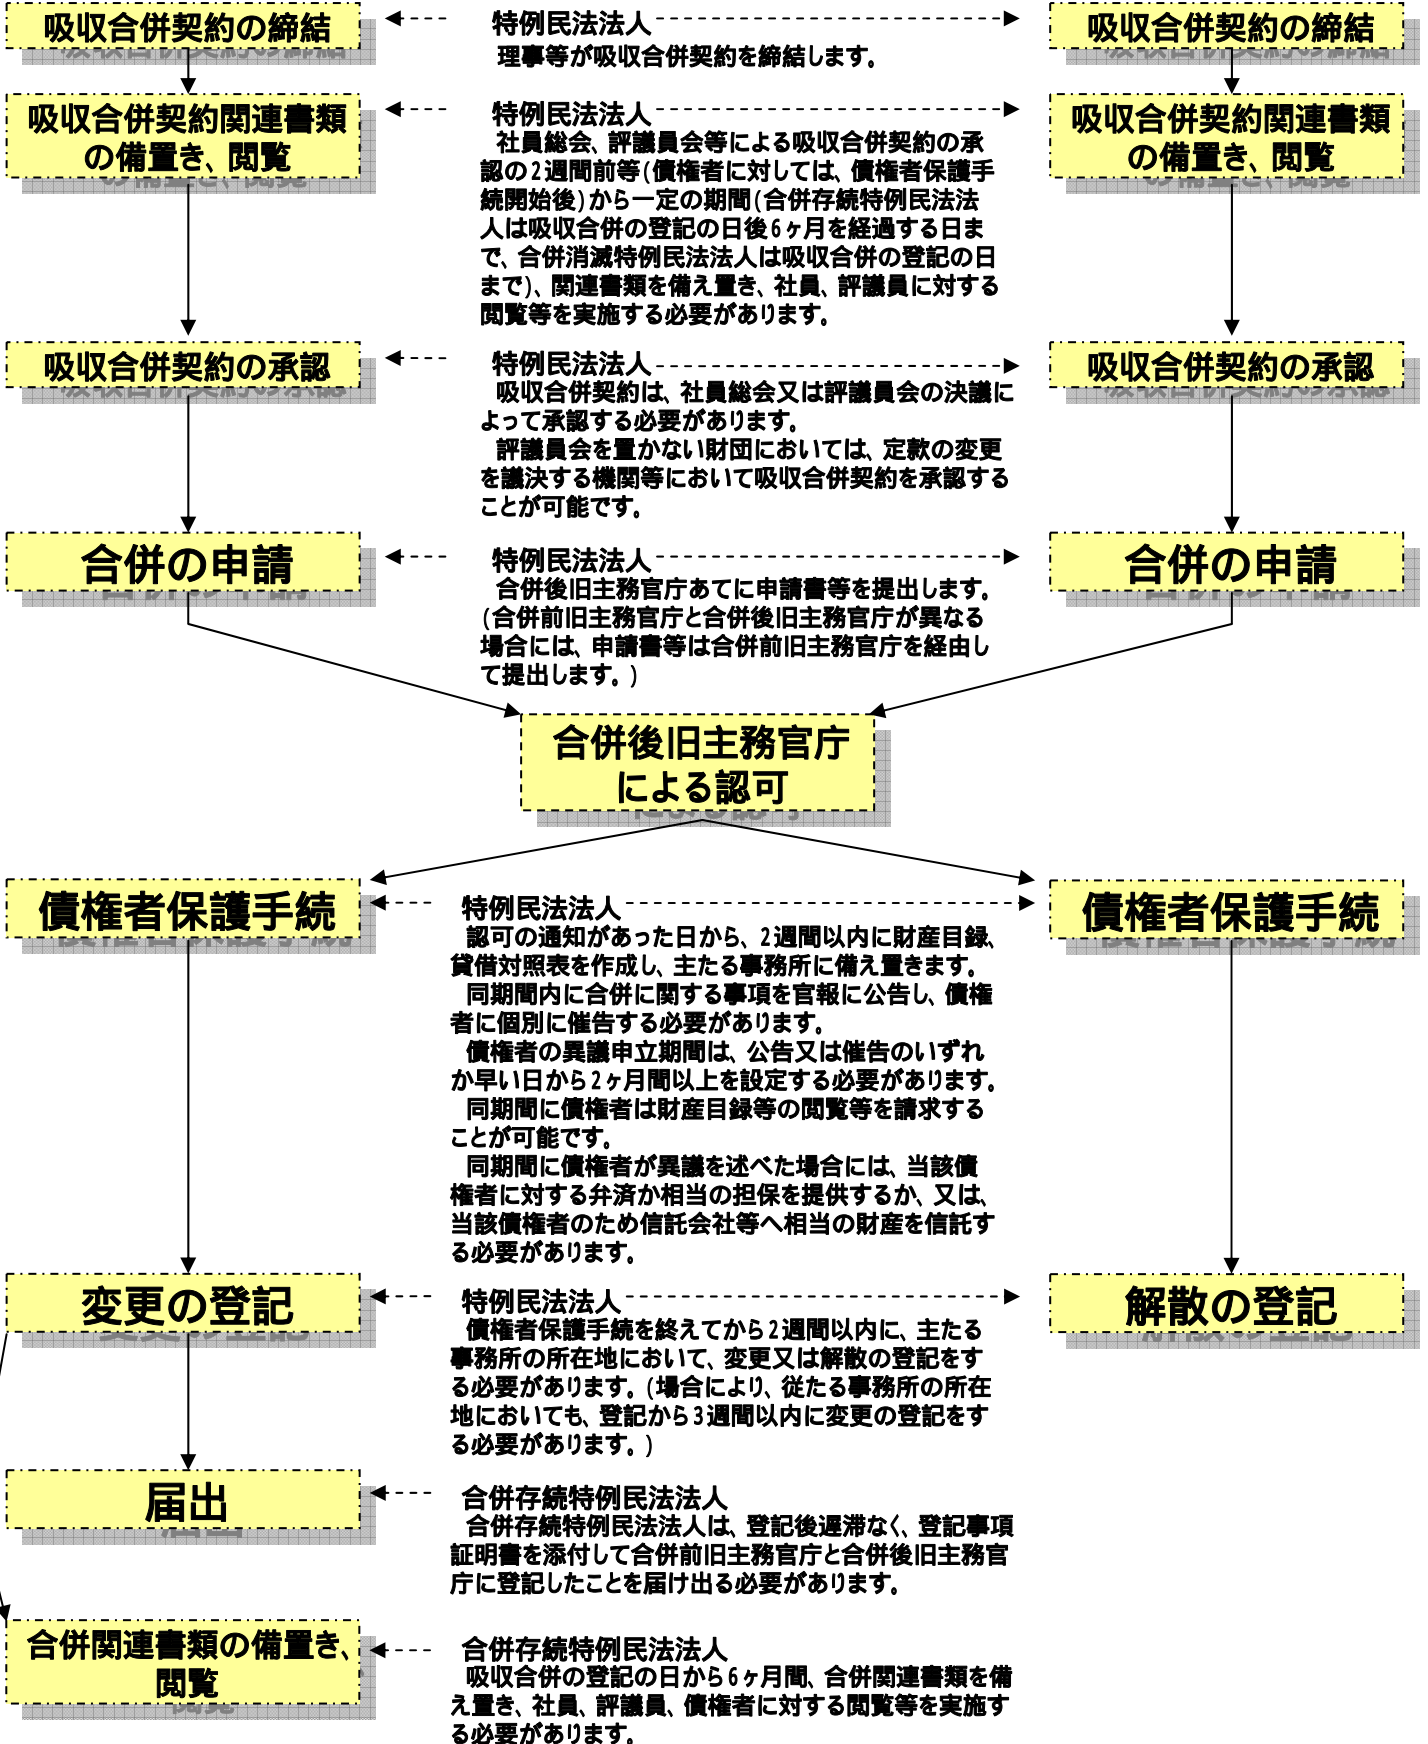 吸収合併契約の締結
特例民法法人
理事等が吸収合併契約を締結します。
吸収合併契約の締結
吸収合併契約関連書類
の備置き、閲覧
特例民法法人
社員総会、評議員会等による吸収合併契約の承
認の2週間前等(債権者に対しては、債権者保護手
続開始後)から一定の期間(合併存続特例民法法
人は吸収合併の登記の日後6ヶ月を経過する日ま
で、合併消滅特例民法法人は吸収合併の登記の日
まで)、関連書類を備え置き、社員、評議員に対する
閲覧等を実施する必要があります。
吸収合併契約関連書類
の備置き、閲覧
吸収合併契約の承認
特例民法法人
吸収合併契約は、社員総会又は評議員会の決議に
よって承認する必要があります。
評議員会を置かない財団においては、定款の変更
を議決する機関等において吸収合併契約を承認する
ことが可能です。
吸収合併契約の承認
合併の申請
特例民法法人
合併後旧主務官庁あてに申請書等を提出します。
(合併前旧主務官庁と合併後旧主務官庁が異なる
場合には、申請書等は合併前旧主務官庁を経由し
て提出します。)
合併の申請
合併後旧主務官庁
による認可
債権者保護手続
特例民法法人
認可の通知があった日から、2週間以内に財産目録、
貸借対照表を作成し、主たる事務所に備え置きます。
同期間内に合併に関する事項を官報に公告し、債権
者に個別に催告する必要があります。
債権者の異議申立期間は、公告又は催告のいずれ
か早い日から2ヶ月間以上を設定する必要があります。
同期間に債権者は財産目録等の閲覧等を請求する
ことが可能です。
同期間に債権者が異議を述べた場合には、当該債
権者に対する弁済か相当の担保を提供するか、又は、
当該債権者のため信託会社等へ相当の財産を信託す
る必要があります。
債権者保護手続
変更の登記
特例民法法人
債権者保護手続を終えてから2週間以内に、主たる
事務所の所在地において、変更又は解散の登記をす
る必要があります。(場合により、従たる事務所の所在
地においても、登記から3週間以内に変更の登記をす
る必要があります。)
解散の登記
届出
合併存続特例民法法人
合併存続特例民法法人は、登記後遅滞なく、登記事項
証明書を添付して合併前旧主務官庁と合併後旧主務官
庁に登記したことを届け出る必要があります。
合併関連書類の備置き、
閲覧
合併存続特例民法法人
吸収合併の登記の日から6ヶ月間、合併関連書類を備
え置き、社員、評議員、債権者に対する閲覧等を実施す
る必要があります。